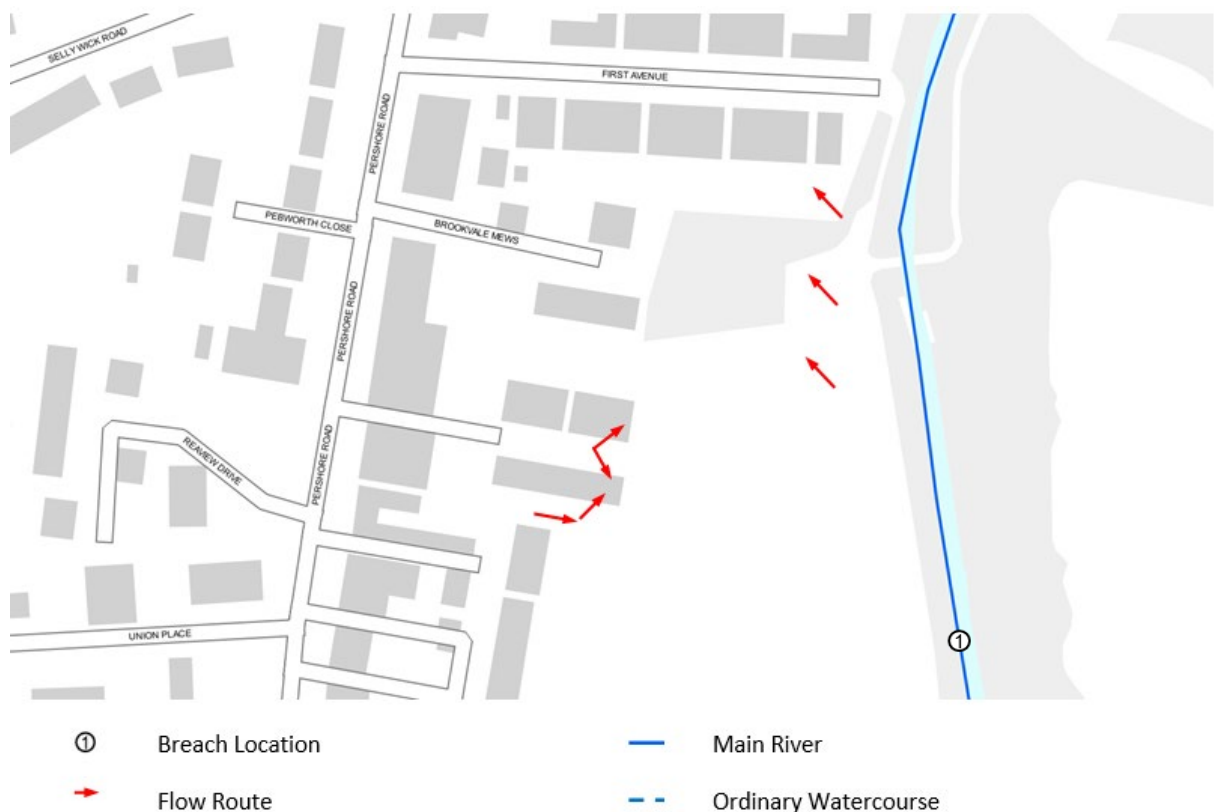 SELLY WICK ROAD
FIRST AVENUE
PERSHORE ROAD
PEBWORTH CLOSE
BROOKVALE MEWS
PERSHORE ROAD
REAVIEW DRIVE
PERSHORE ROAD
UNION PLACE
1
1 Breach Location
Main River
Flow Route
Ordinary Watercourse